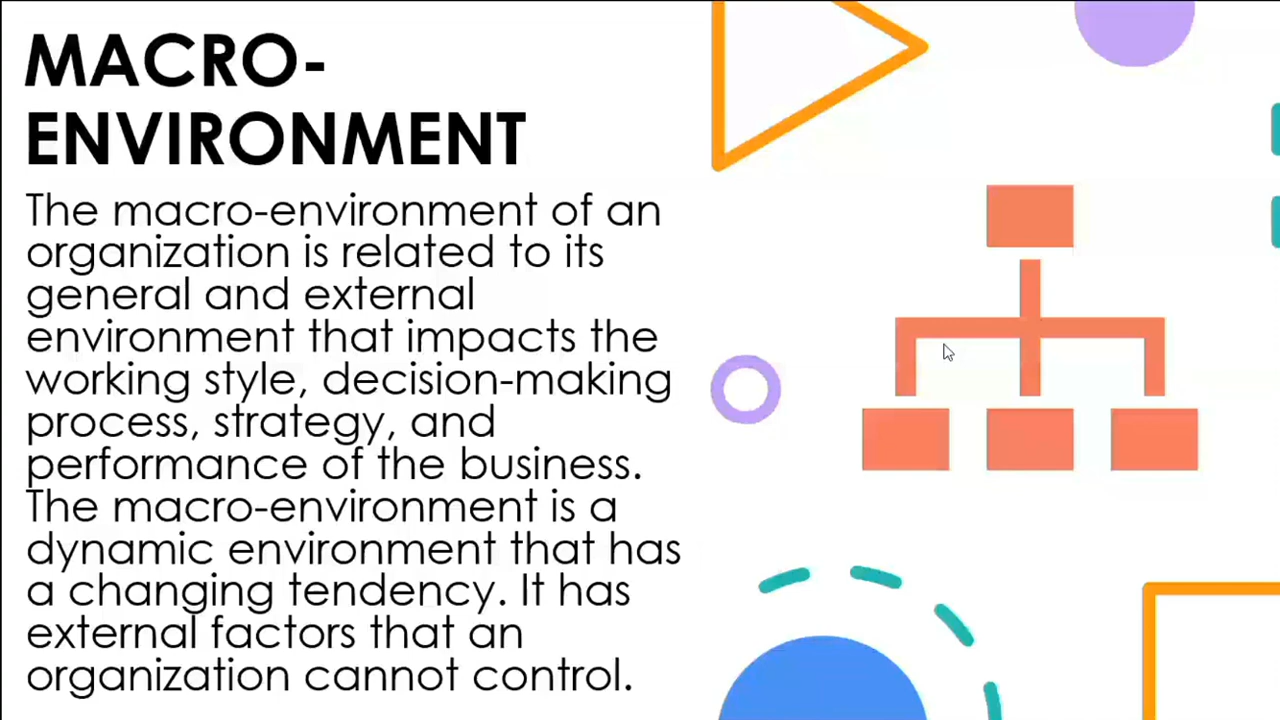 MACRO-
ENVIRONMENT
The macro-environment of an
organization is related to its
general and external
environment that impacts the
working style, decision-making
process, strategy, and
performance of the business.
The macro-environment is a
dynamic environment that has
a changing tendency. It has
external factors that an
organization cannot control.